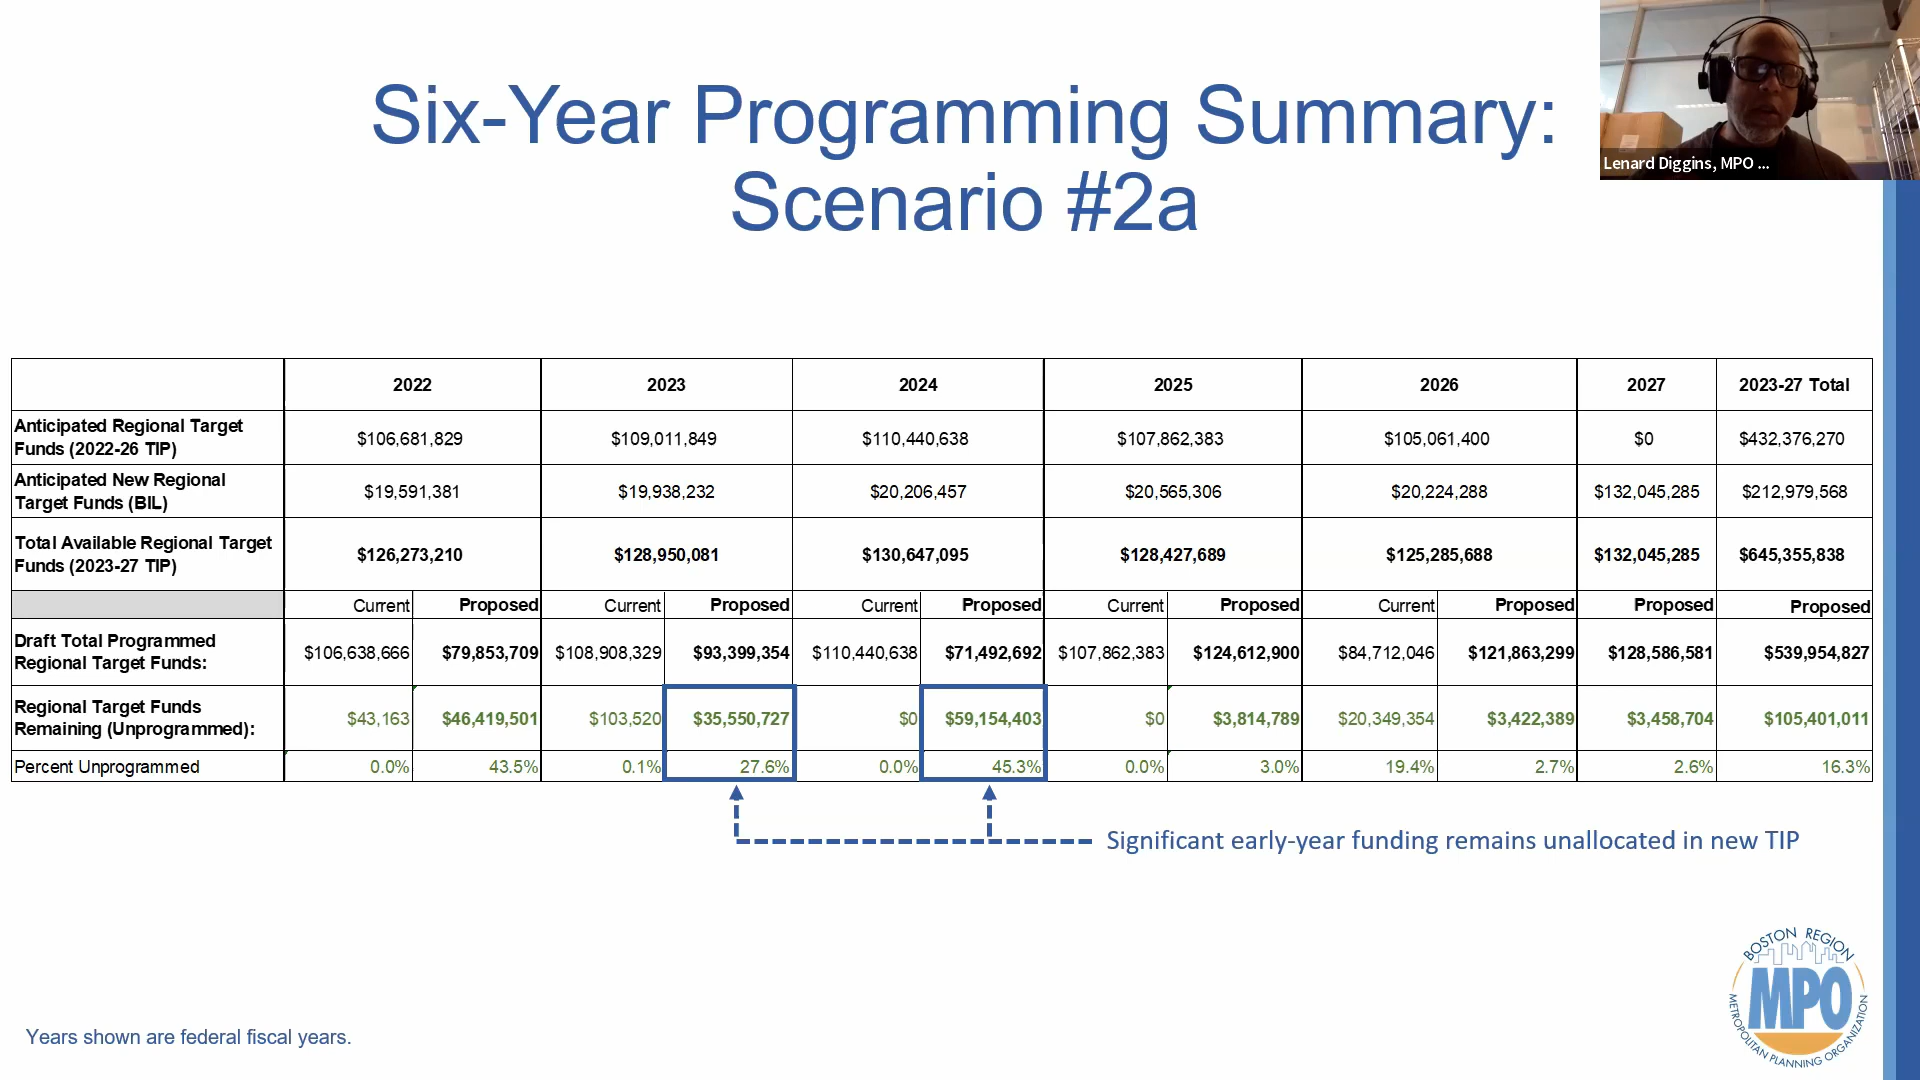 Six-Year Programming Summary:
Scenario #2a
Lenard Diggins, MPO ...
2022 2023 2024 2025 2026 2027 2023-27 Total
Anticipated Regional Target
Funds (2022-26 TIP)
$106,681,829 $109,011,849 $110,440,638 $107,862,383 $105,061,400 $0 $432,376,270
Anticipated New Regional
Target Funds (BIL)
$19,591,381 $19,938,232 $20,206,457 $20,565,306 $20,224,288 $132,045,285 $212,979,568
Total Available Regional Target
Funds (2023-27 TIP)
$126,273,210 $128,950,081 $130,647,095 $128,427,689 $125,285,688 $132,045,285 $645,355,838
Current Proposed Current Proposed Current Proposed Current Proposed Current Proposed Proposed Proposed
Draft Total Programmed
Regional Target Funds:
$106,638,666 $79,853,709 $108,908,329 $93,399,354 $110,440,638 $71,492,692 $107,862,383 $124,612,900 $84,712,046 $121,863,299 $128,586,581 $539,954,827
Regional Target Funds
Remaining (Unprogrammed):
$43,163 $46,419,501 $103,520 $35,550,727 $0 $59,154,403 $0 $3,814,789 $20,349,354 $3,422,389 $3,458,704 $105,401,011
Percent Unprogrammed 0.0% 43.5% 0.1% 27.6% 0.0% 45.3% 0.0% 3.0% 19.4% 2.7% 2.6% 16.3%
Significant early-year funding remains unallocated in new TIP
Years shown are federal fiscal years.
BOSTON REGION
MPO
METROPOLITAN PLANNING ORGANIZATION